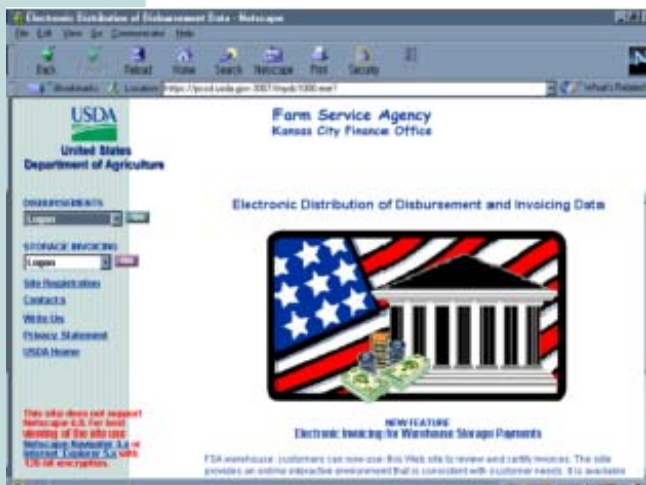 Electronic Distribution of Disbursement Data - Netscape
File Edit View Go Communicator Help
Back Reload Home Search Netscape Print Security
Bookmarks Location: What's Related
N
USDA
United States
Department of Agriculture
Farm Service Agency
Kansas City Finance Office
DISBURSEMENTS
Logon
STORAGE INVOICING
Logon
Site Registration
Contacts
Write Us
Privacy Statement
USDA Home
This site does not support
Netscape 6.0. For best
viewing of the site use
Netscape Navigator 4.x or
Internet Explorer 5.x with
128-bit encryption.
Electronic Distribution of Disbursement and Invoicing Data
NEW FEATURE
Electronic Invoicing for Warehouse Storage Payments
FSA warehouse customers can now use this Web site to review and certify invoices. The site
provides an online interactive environment that is consistent with customer needs. It is available